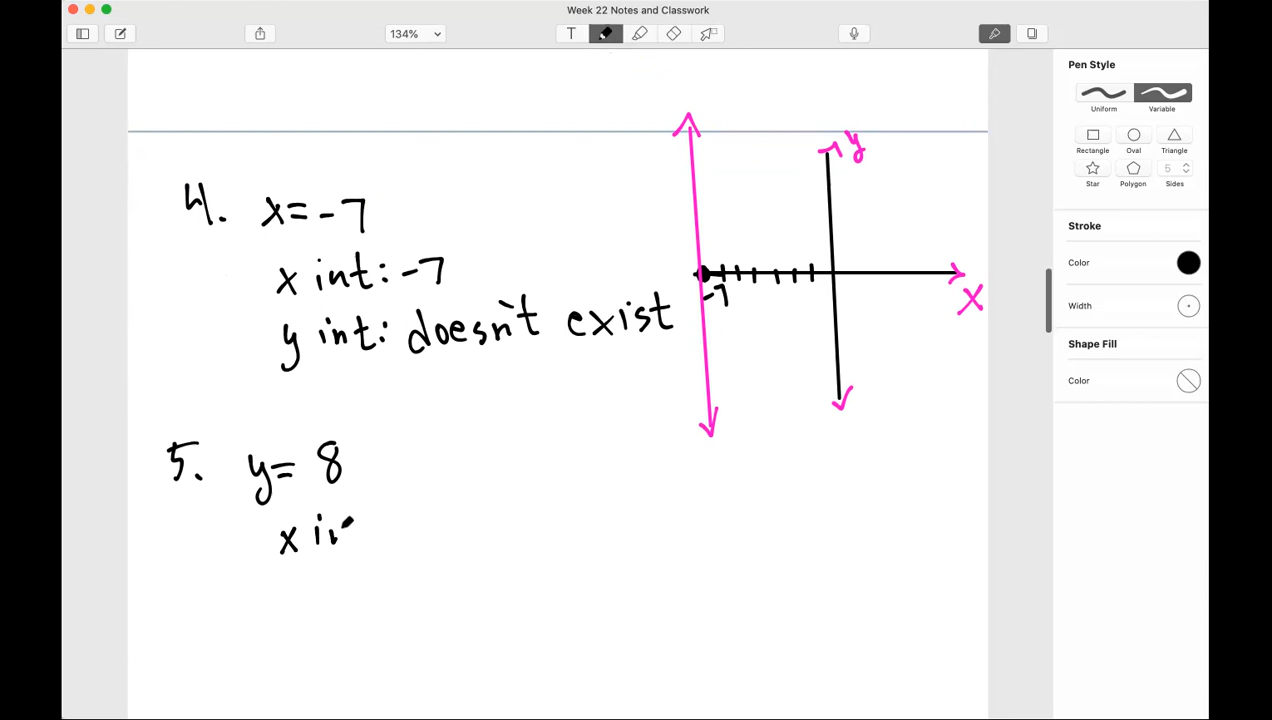 Week 22 Notes and Classwork
134%
T
Pen Style
Uniform
Variable
Rectangle
Oval
Triangle
Star
Polygon
5
Sides
Stroke
Color
Width
Shape Fill
Color
y
4. x = -7
x int: -7
-7
x
y int: doesn't exist
5. y = 8
x in